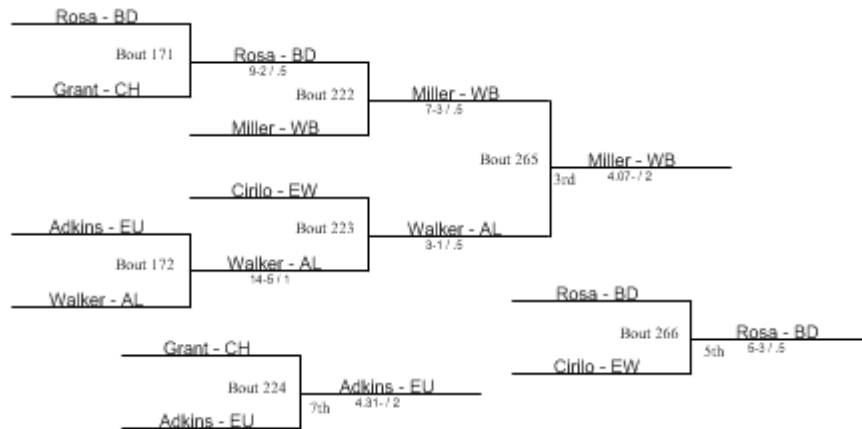 Rosa - BD
Bout 171
Grant - CH
Rosa - BD
9-2 / .5
Bout 222
Miller - WB
Miller - WB
7-3 / .5
Bout 265
Miller - WB
4.07- / 2
3rd
Cirilo - EW
Bout 223
Adkins - EU
Bout 172
Walker - AL
Walker - AL
14-5 / 1
Walker - AL
3-1 / .5
Rosa - BD
Bout 266
Cirilo - EW
Rosa - BD
5-3 / .5
5th
Grant - CH
Bout 224
Adkins - EU
Adkins - EU
4.31- / 2
7th